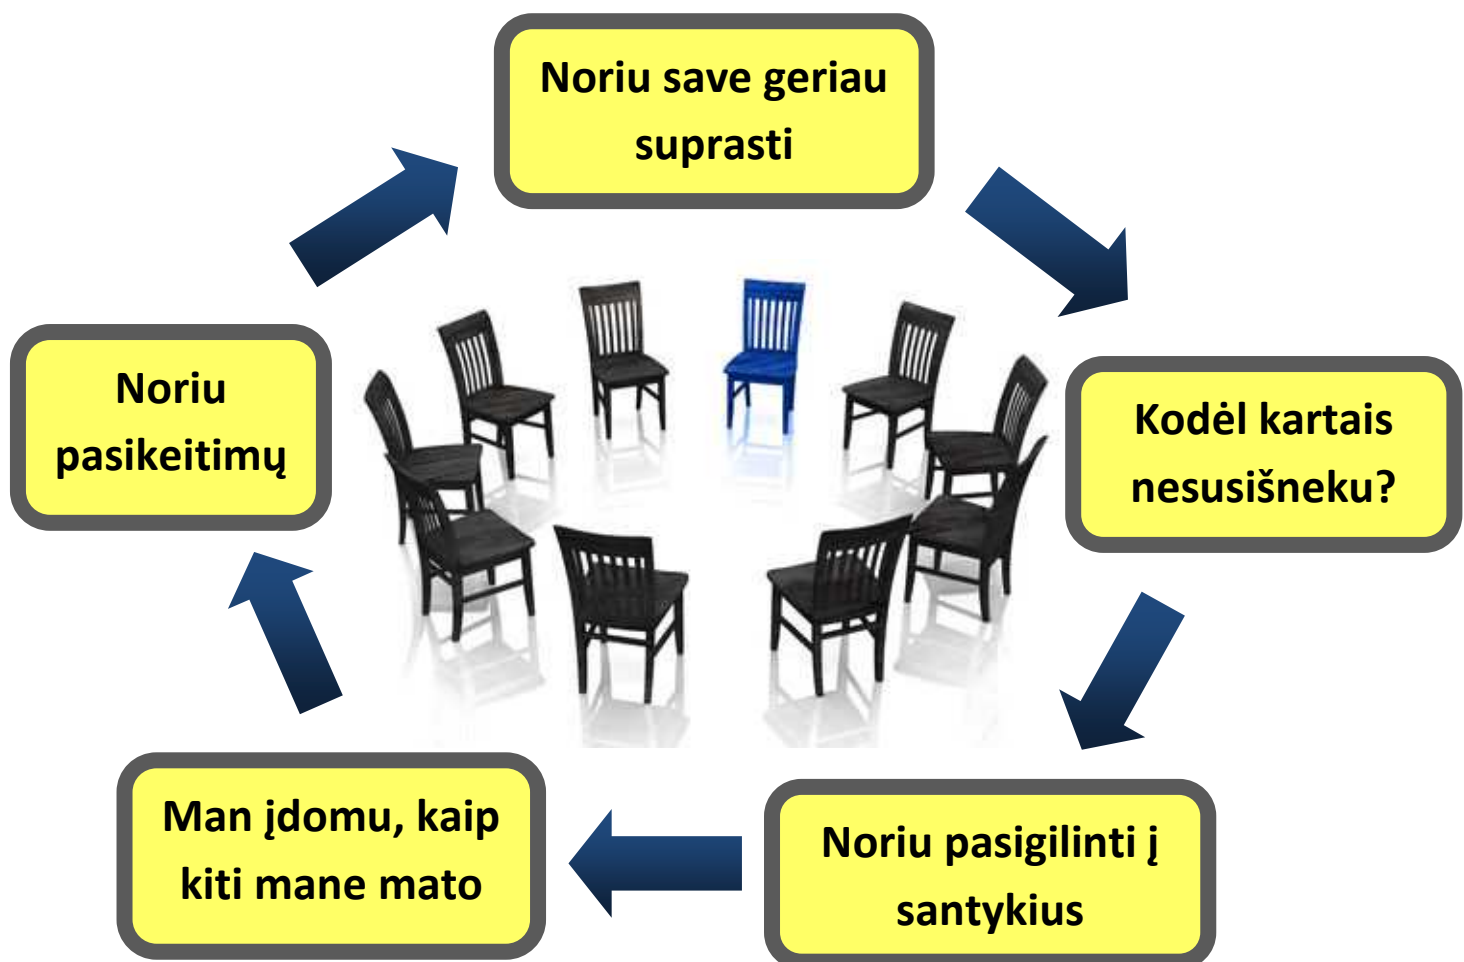 Noriu save geriau
suprasti
Kodėl kartais
nesusišneku?
Noriu pasigilinti į
santykius
Man įdomu, kaip
kiti mane mato
Noriu
pasikeitimų